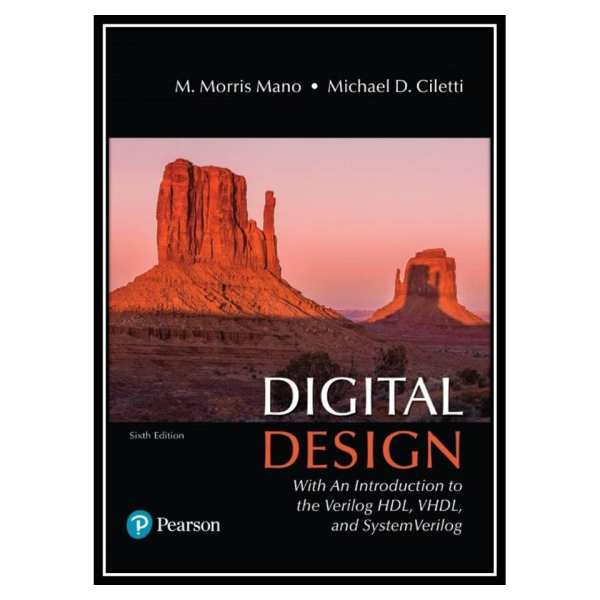 M. Morris Mano • Michael D. Ciletti
DIGITAL
DESIGN
Sixth Edition
With An Introduction to
the Verilog HDL, VHDL,
and SystemVerilog
P Pearson